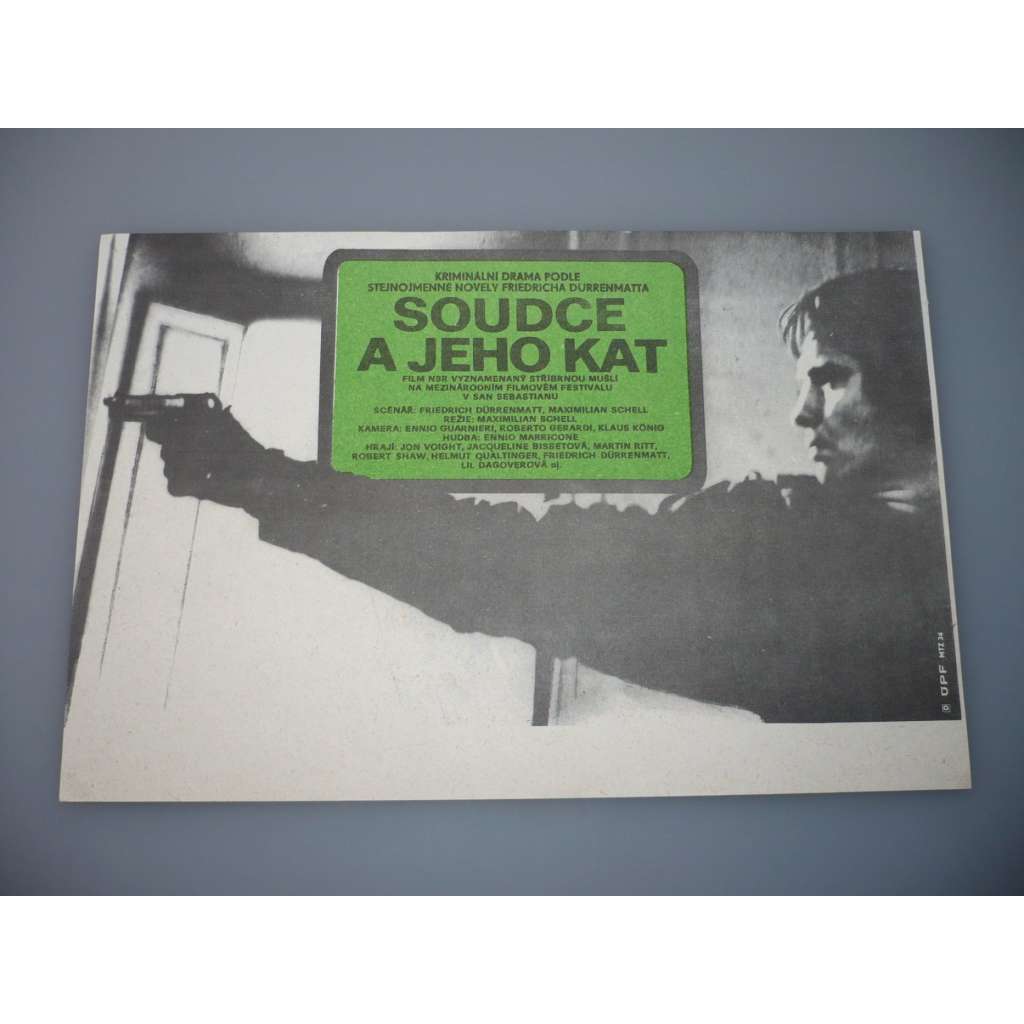 KRIMINÁLNÍ DRAMA PODLE
STEJNOJMENNÉ NOVELY FRIEDRICHA DÜRRENMATTA
SOUDCE
A JEHO KAT
FILM NSR VYZNAMENANÝ STŘÍBRNOU MUŠLÍ
NA MEZINÁRODNÍM FILMOVÉM FESTIVALU
V SAN SEBASTIANU
SCÉNÁŘ: FRIEDRICH DÜRRENMATT, MAXIMILIAN SCHELL
REŽIE: MAXIMILIAN SCHELL
KAMERA: ENNIO GUARNIERI, ROBERTO GERARDI, KLAUS KÖNIG
HUDBA: ENNIO MARRICONE
HRAJÍ: JON VOIGHT, JACQUELINE BISSETOVÁ, MARTIN RITT,
ROBERT SHAW, HELMUT QUALTINGER, FRIEDRICH DÜRRENMATT,
LIL DAGOVEROVÁ aj.
ÚPF MTZ 34